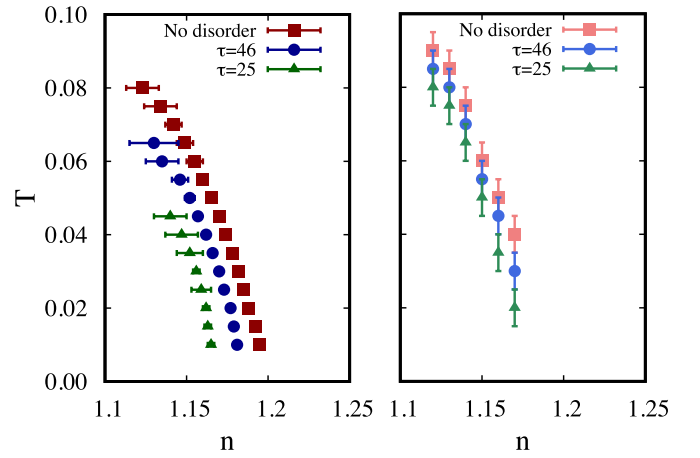 No disorder
τ=46
τ=25
0.10
0.08
0.06
0.04
0.02
0.00
T
1.1
1.15
1.2
1.25
n
No disorder
τ=46
τ=25
1.1
1.15
1.2
1.25
n